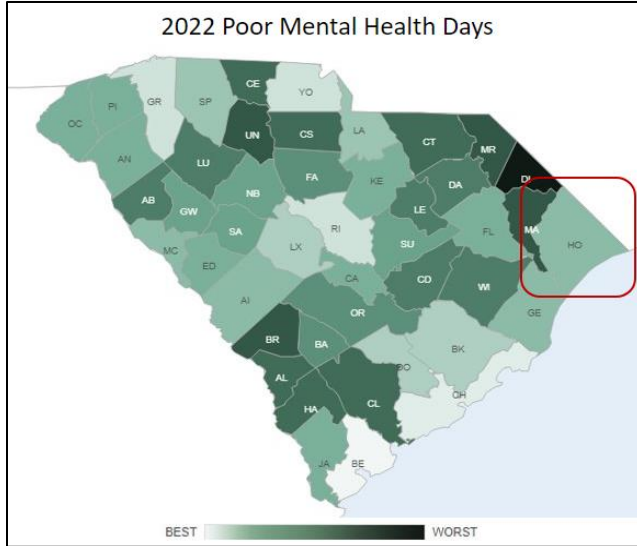 2022 Poor Mental Health Days
CE
YO
SP
GR
PI
OC
UN
CS
LA
CT
MR
AN
LU
FA
DI
KE
DA
AB
NB
LE
MA
GW
RI
FL
HO
SA
SU
LX
MC
ED
CA
CD
WI
AI
OR
GE
BR
BA
BK
DO
AL
CH
HA
CL
JA
BE
BEST
WORST